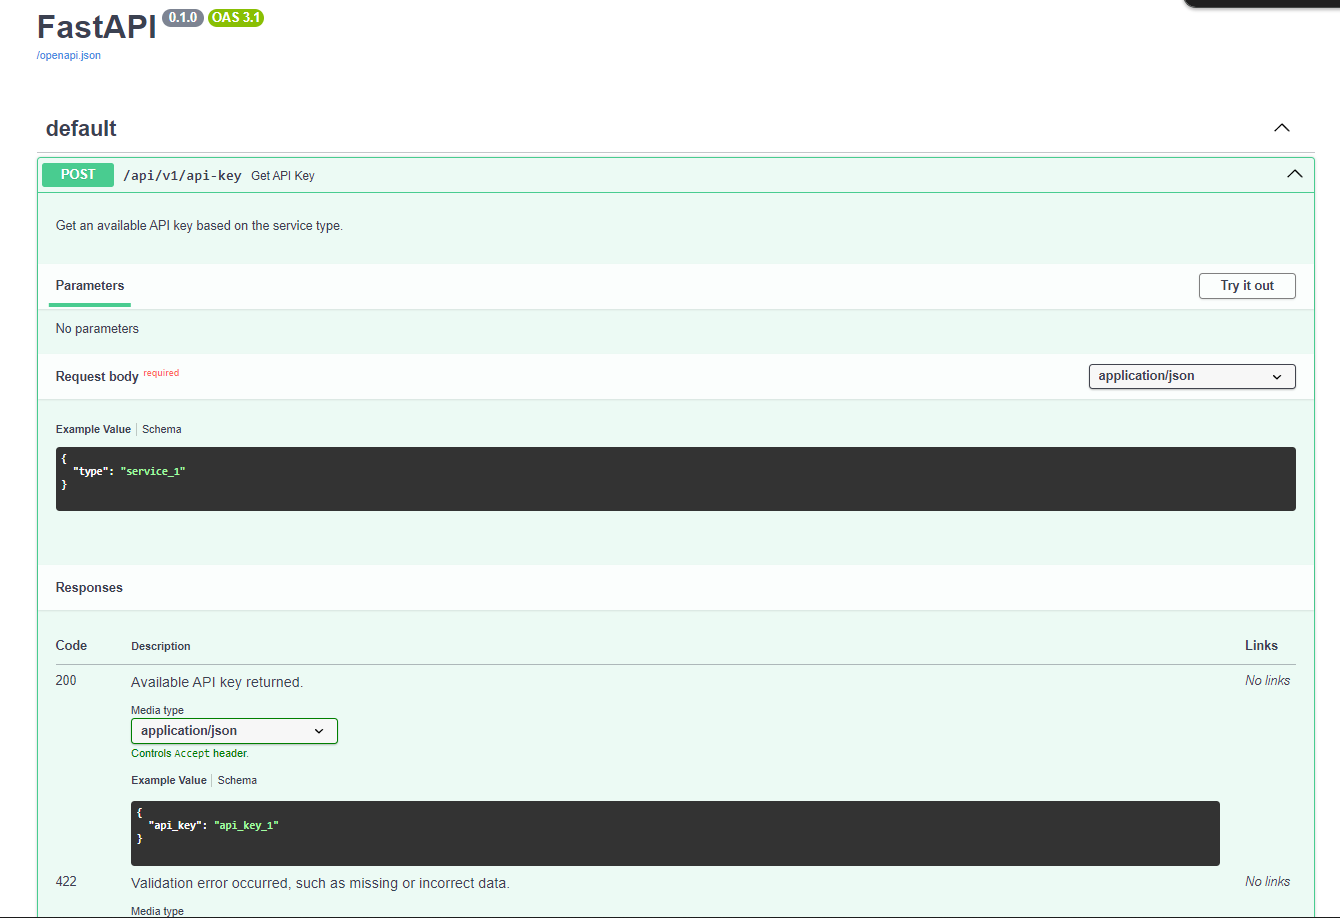 FastAPI 0.1.0 OAS 3.1
/openapi.json
default
POST /api/v1/api-key Get API Key
Get an available API key based on the service type.
Parameters
Try it out
No parameters
Request body required
application/json
Example Value Schema
{
  "type": "service_1"
}
Responses
Code Description Links
200 Available API key returned. No links
Media type
application/json
Controls Accept header.
Example Value Schema
{
  "api_key": "api_key_1"
}
422 Validation error occurred, such as missing or incorrect data. No links
Media type